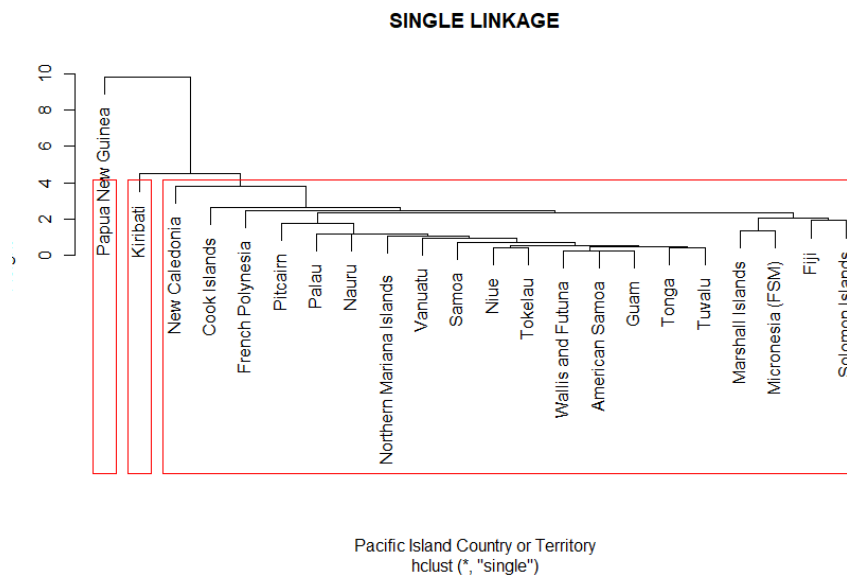 SINGLE LINKAGE
10
8
6
4
2
0
Papua New Guinea
Kiribati
New Caledonia
Cook Islands
French Polynesia
Pitcairn
Palau
Nauru
Northern Mariana Islands
Vanuatu
Samoa
Niue
Tokelau
Wallis and Futuna
American Samoa
Guam
Tonga
Tuvalu
Marshall Islands
Micronesia (FSM)
Fiji
Solomon Islands
Pacific Island Country or Territory
hclust (*, "single")